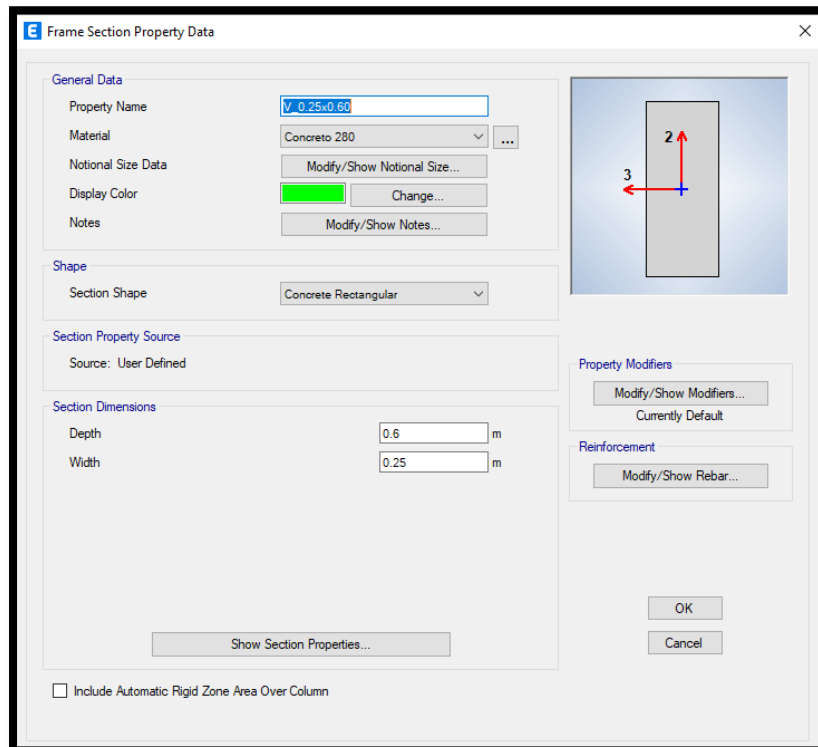 E Frame Section Property Data
General Data
Property Name V_0.25x0.60
Material Concreto 280 ...
Notional Size Data Modify/Show Notional Size...
Display Color Change...
Notes Modify/Show Notes...
2
3
Shape
Section Shape Concrete Rectangular
Section Property Source
Source: User Defined
Property Modifiers
Modify/Show Modifiers...
Currently Default
Section Dimensions
Depth 0.6 m
Width 0.25 m
Reinforcement
Modify/Show Rebar...
OK
Show Section Properties... Cancel
Include Automatic Rigid Zone Area Over Column